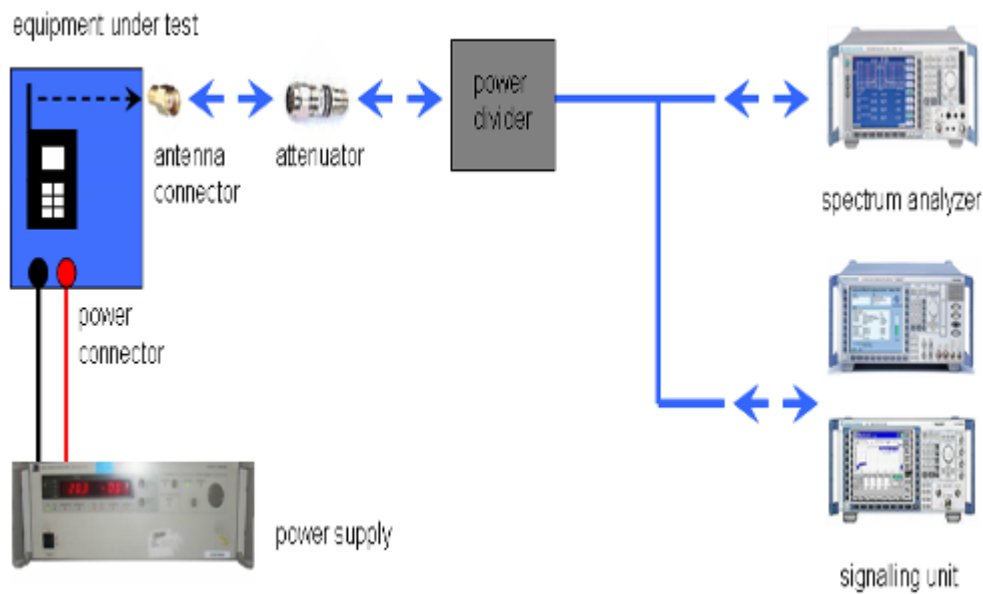 equipment under test
power
divider
antenna
connector
attenuator
spectrum analyzer
power
connector
power supply
signaling unit